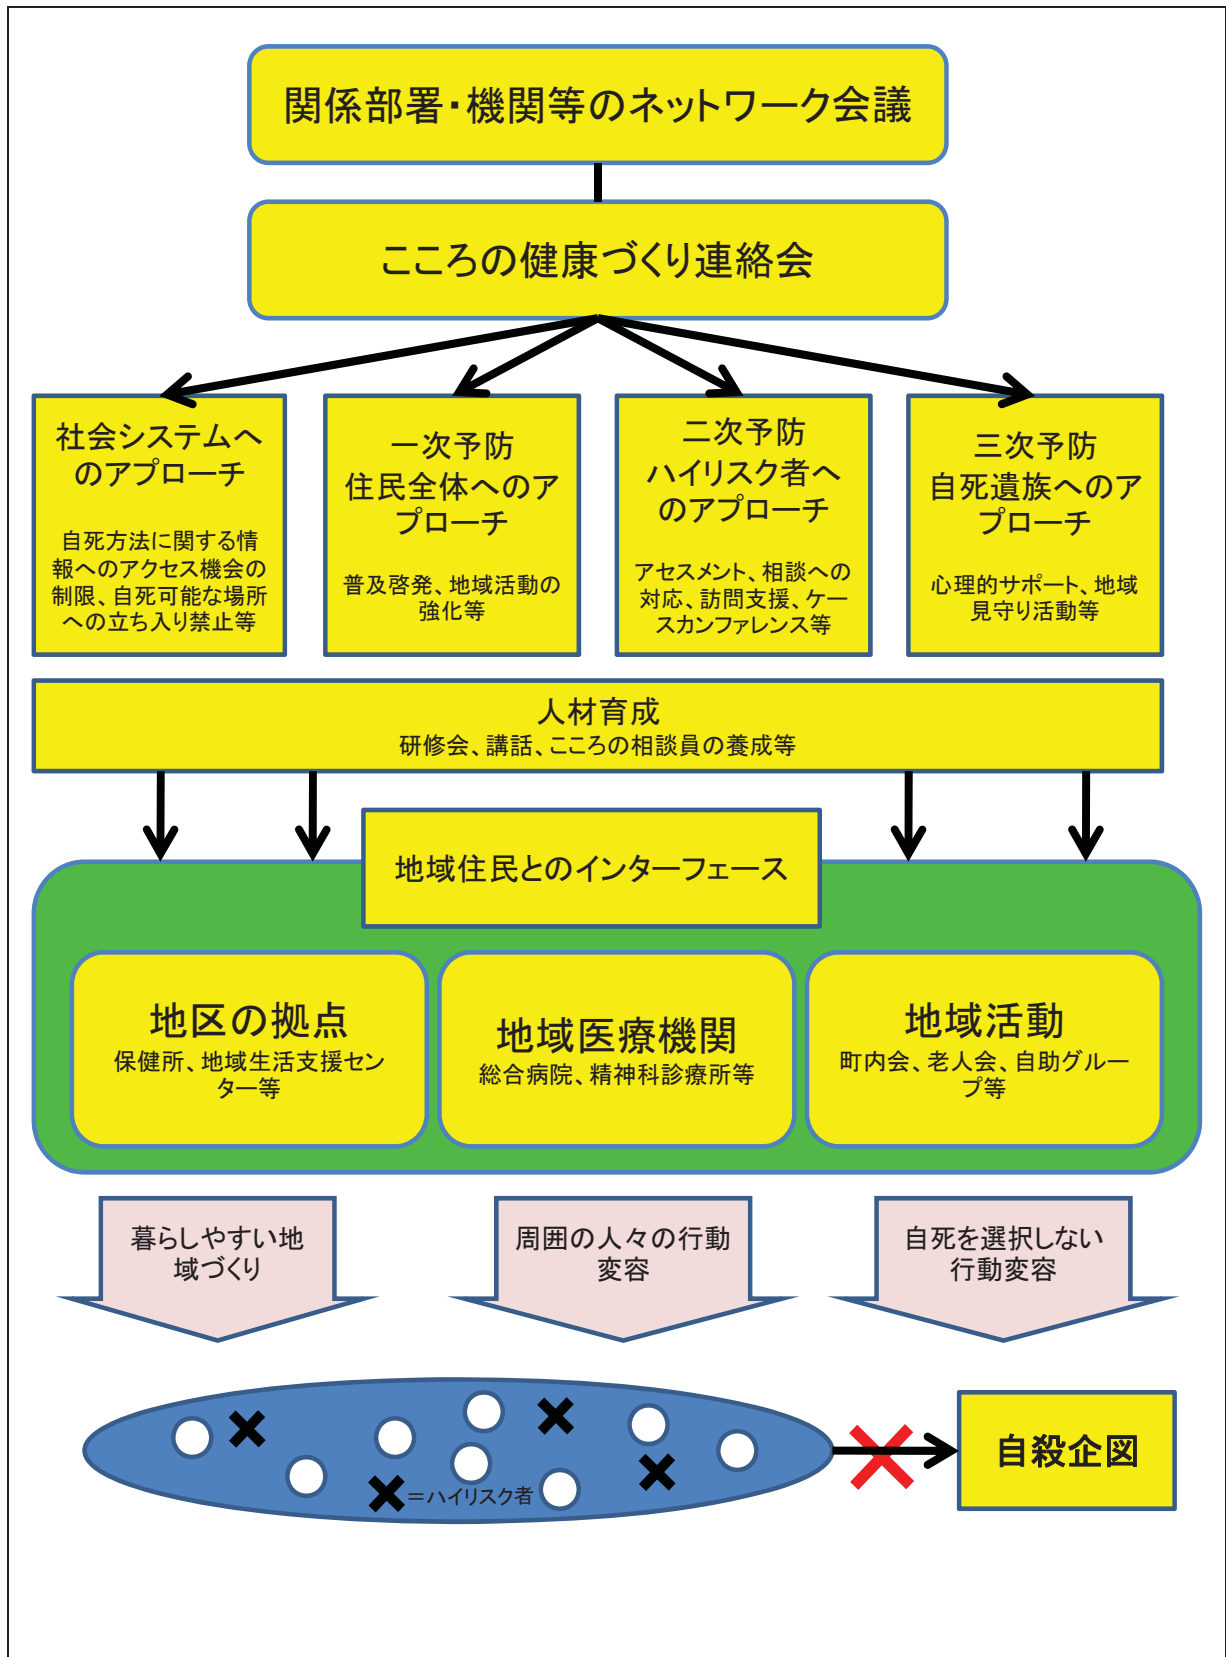 関係部署・機関等のネットワーク会議
こころの健康づくり連絡会
社会システムへ
のアプローチ
自死方法に関する情
報へのアクセス機会の
制限、自死可能な場所
への立ち入り禁止等
一次予防
住民全体へのア
プローチ
普及啓発、地域活動の
強化等
二次予防
ハイリスク者へ
のアプローチ
アセスメント、相談への
対応、訪問支援、ケー
スカンファレンス等
三次予防
自死遺族へのア
プローチ
心理的サポート、地域
見守り活動等
人材育成
研修会、講話、こころの相談員の養成等
地域住民とのインターフェース
地区の拠点
保健所、地域生活支援セン
ター等
地域医療機関
総合病院、精神科診療所等
地域活動
町内会、老人会、自助グルー
プ等
暮らしやすい地
域づくり
周囲の人々の行動
変容
自死を選択しない
行動変容
＝ハイリスク者
自殺企図